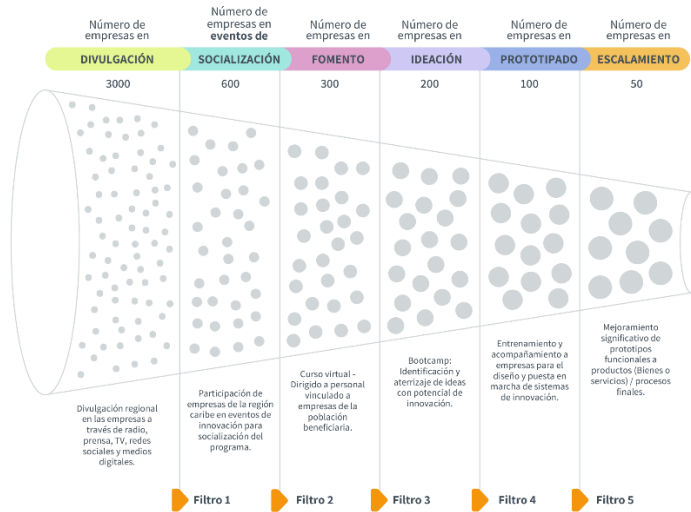 Número de
empresas en
DIVULGACIÓN
3000
Número de
empresas en
eventos de
SOCIALIZACIÓN
600
Número de
empresas en
FOMENTO
300
Número de
empresas en
IDEACIÓN
200
Número de
empresas en
PROTOTIPADO
100
Número de
empresas en
ESCALAMIENTO
50
Divulgación regional
en las empresas a
través de radio,
prensa, TV, redes
sociales y medios
digitales.
Participación de
empresas de la región
caribe en eventos de
innovación para
socialización del
programa.
Curso virtual -
Dirigido a personal
vinculado a
empresas de la
población
beneficiaria.
Bootcamp:
Identificación y
aterrizaje de ideas
con potencial de
innovación.
Entrenamiento y
acompañamiento a
empresas para el
diseño y puesta en
marcha de sistemas
de innovación.
Mejoramiento
significativo de
prototipos
funcionales a
productos (Bienes o
servicios) / procesos
finales.
Filtro 1
Filtro 2
Filtro 3
Filtro 4
Filtro 5